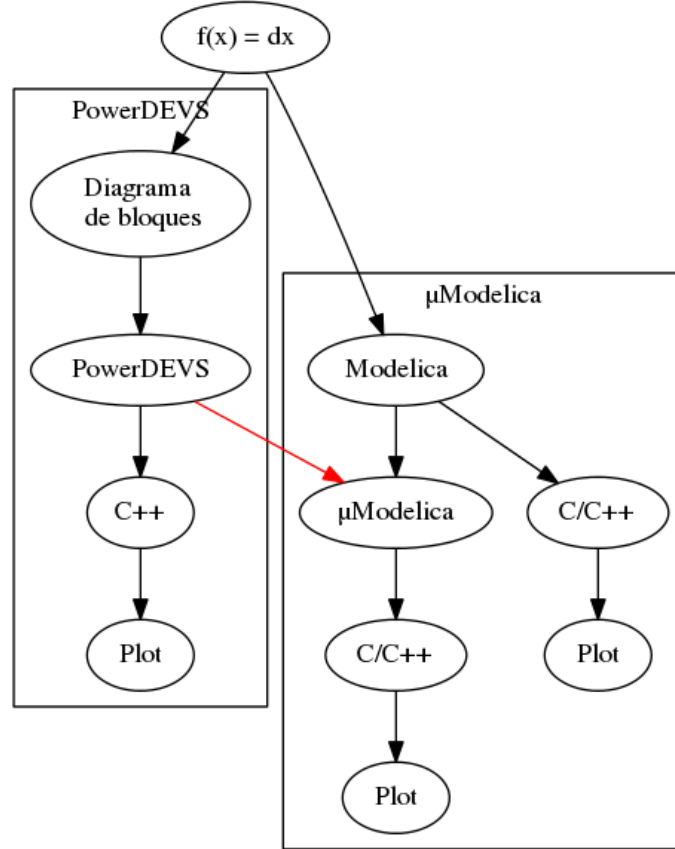 f(x) = dx
PowerDEVS
Diagrama
de bloques
PowerDEVS
C++
Plot
μModelica
Modelica
μModelica
C/C++
C/C++
Plot
Plot